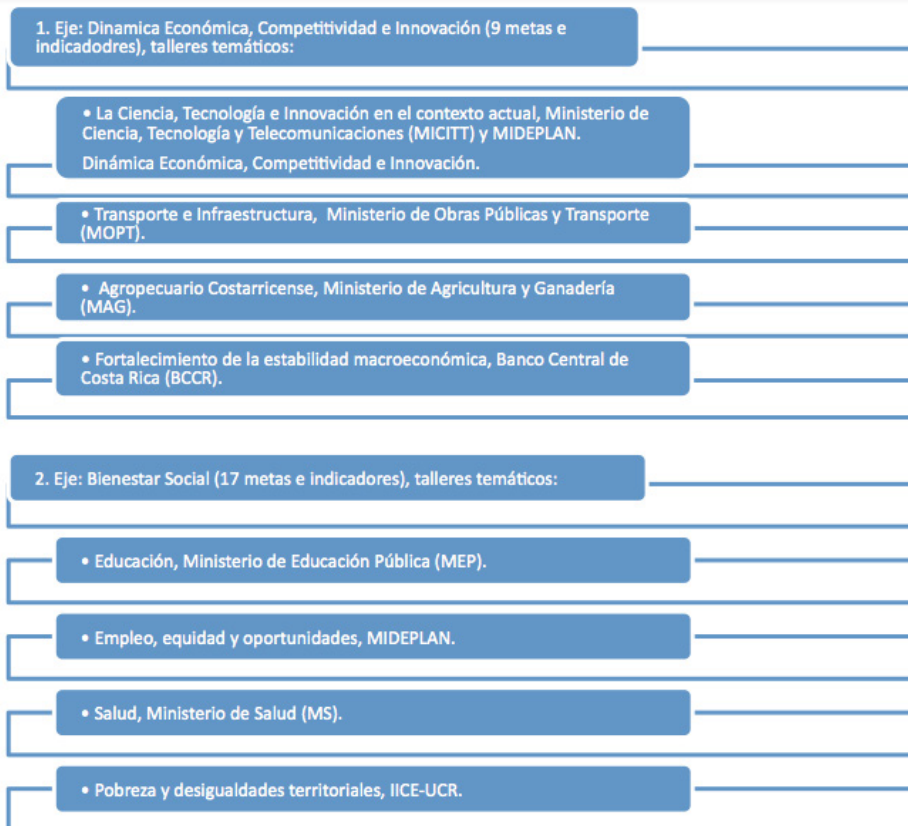 1. Eje: Dinamica Económica, Competitividad e Innovación (9 metas e
indicadodres), talleres temáticos:
• La Ciencia, Tecnología e Innovación en el contexto actual, Ministerio de
Ciencia, Tecnología y Telecomunicaciones (MICITT) y MIDEPLAN.
Dinámica Económica, Competitividad e Innovación.
• Transporte e Infraestructura, Ministerio de Obras Públicas y Transporte
(MOPT).
• Agropecuario Costarricense, Ministerio de Agricultura y Ganadería
(MAG).
• Fortalecimiento de la estabilidad macroeconómica, Banco Central de
Costa Rica (BCCR).
2. Eje: Bienestar Social (17 metas e indicadores), talleres temáticos:
• Educación, Ministerio de Educación Pública (MEP).
• Empleo, equidad y oportunidades, MIDEPLAN.
• Salud, Ministerio de Salud (MS).
• Pobreza y desigualdades territoriales, IICE-UCR.